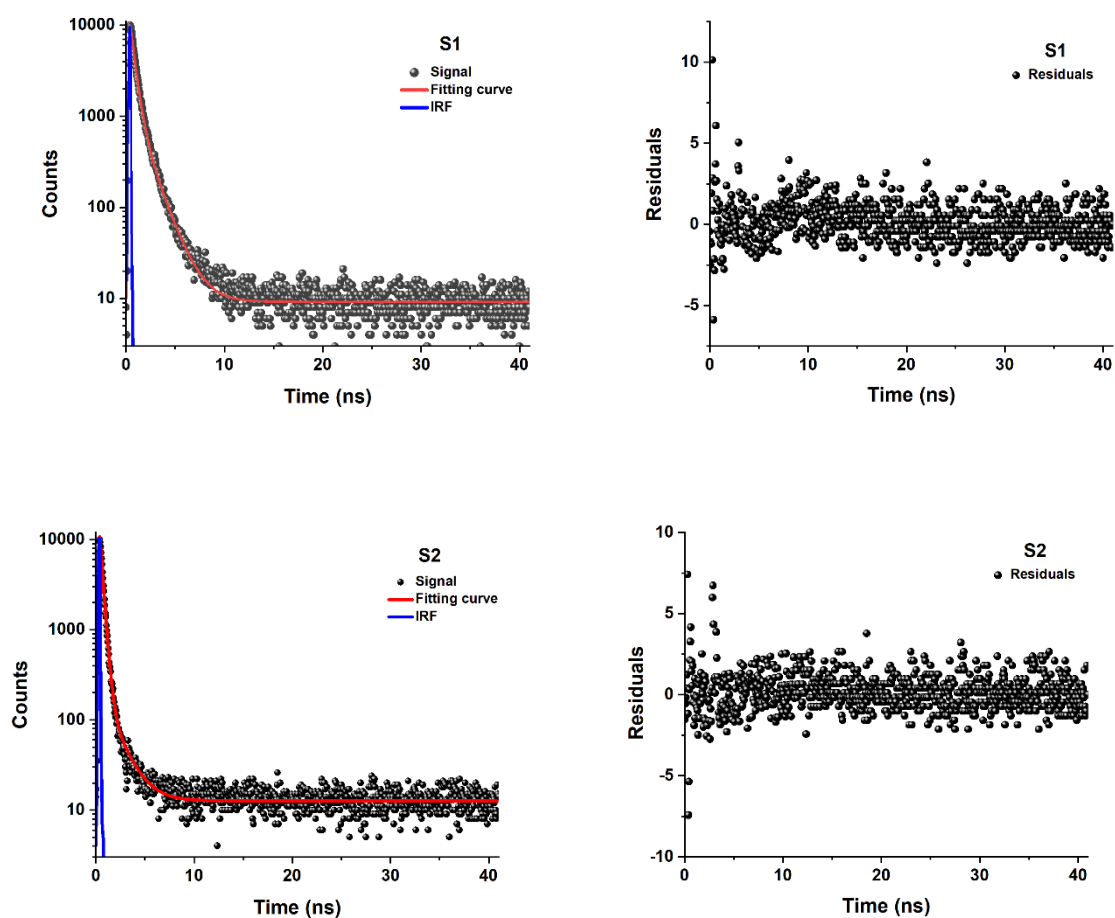 S1
Signal
Fitting curve
IRF
10000
1000
100
10
Counts
0 10 20 30 40
Time (ns)
S1
Residuals
10
5
0
-5
Residuals
0 10 20 30 40
Time (ns)
S2
Signal
Fitting curve
IRF
10000
1000
100
10
Counts
0 10 20 30 40
Time (ns)
S2
Residuals
10
5
0
-5
-10
Residuals
0 10 20 30 40
Time (ns)